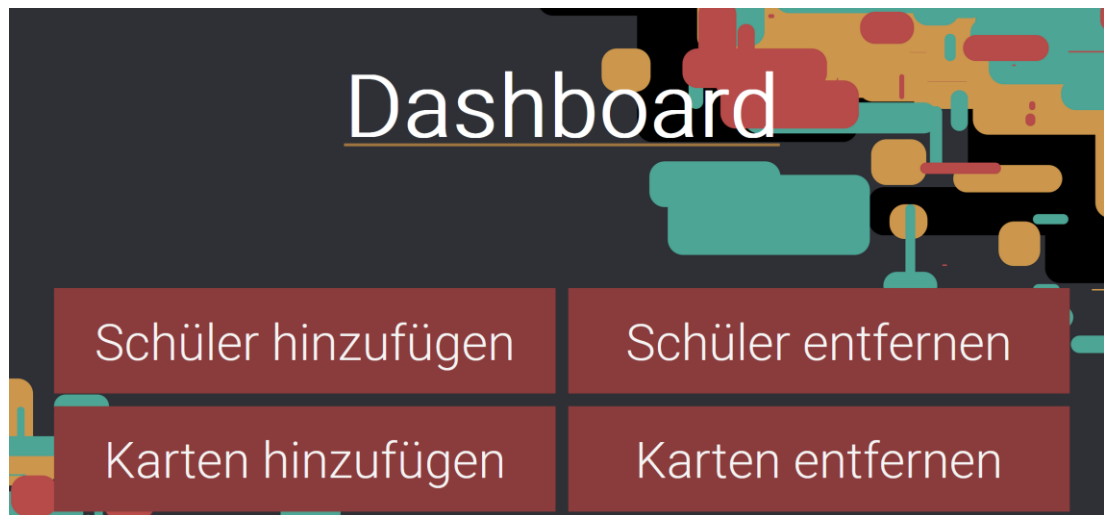 Dashboard
Schüler hinzufügen
Schüler entfernen
Karten hinzufügen
Karten entfernen